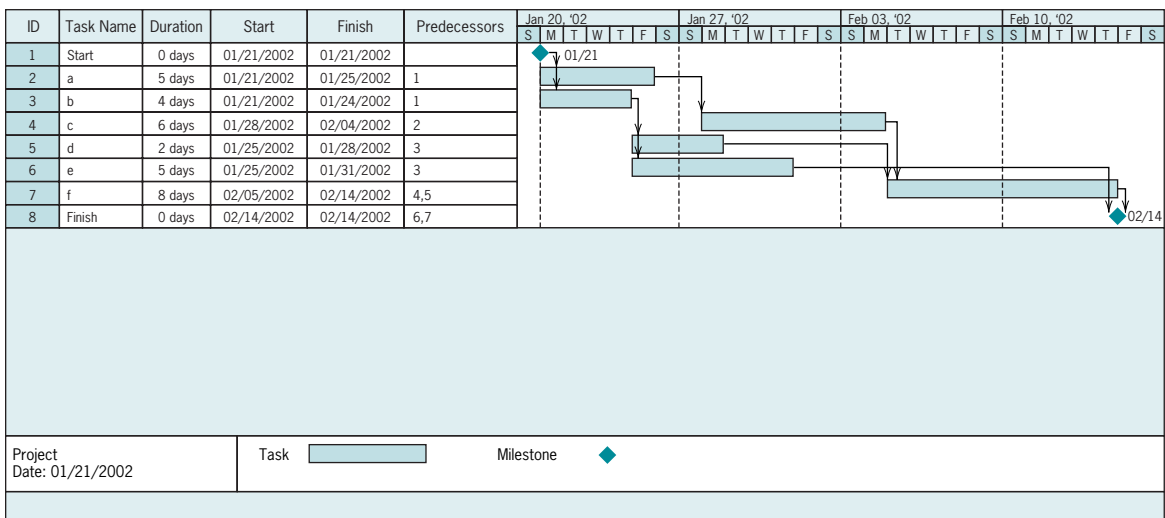 ID Task Name Duration Start Finish Predecessors Jan 20, ‘02 Jan 27, ‘02 Feb 03, ‘02 Feb 10, ‘02
S M T W T F S S M T W T F S S M T W T F S S M T W T F S
1 Start 0 days 01/21/2002 01/21/2002 01/21
2 a 5 days 01/21/2002 01/25/2002 1
3 b 4 days 01/21/2002 01/24/2002 1
4 c 6 days 01/28/2002 02/04/2002 2
5 d 2 days 01/25/2002 01/28/2002 3
6 e 5 days 01/25/2002 01/31/2002 3
7 f 8 days 02/05/2002 02/14/2002 4,5
8 Finish 0 days 02/14/2002 02/14/2002 6,7 02/14
Project Task Milestone
Date: 01/21/2002